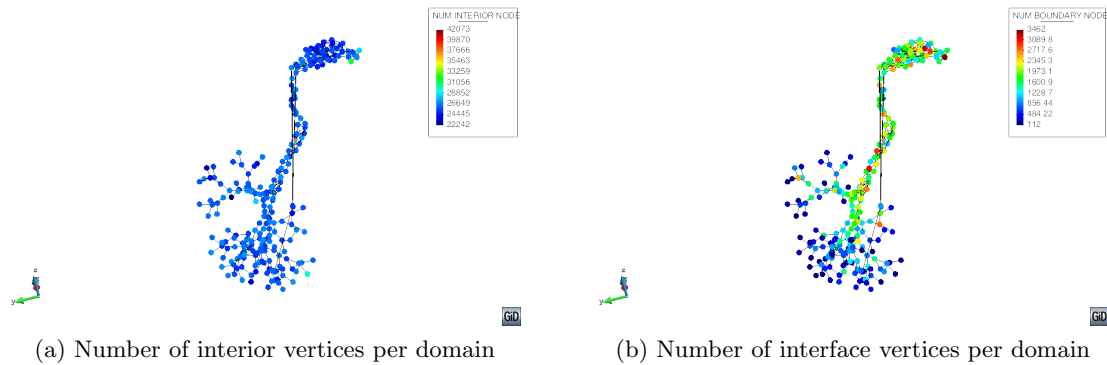 NUM INTERIOR NODE
42073
39870
37666
35463
33259
31056
28852
26649
24445
22242
z
y
GiD
(a) Number of interior vertices per domain
NUM BOUNDARY NODE
3462
3089.8
2717.6
2345.3
1973.1
1600.9
1228.7
856.44
484.22
112
z
y
GiD
(b) Number of interface vertices per domain